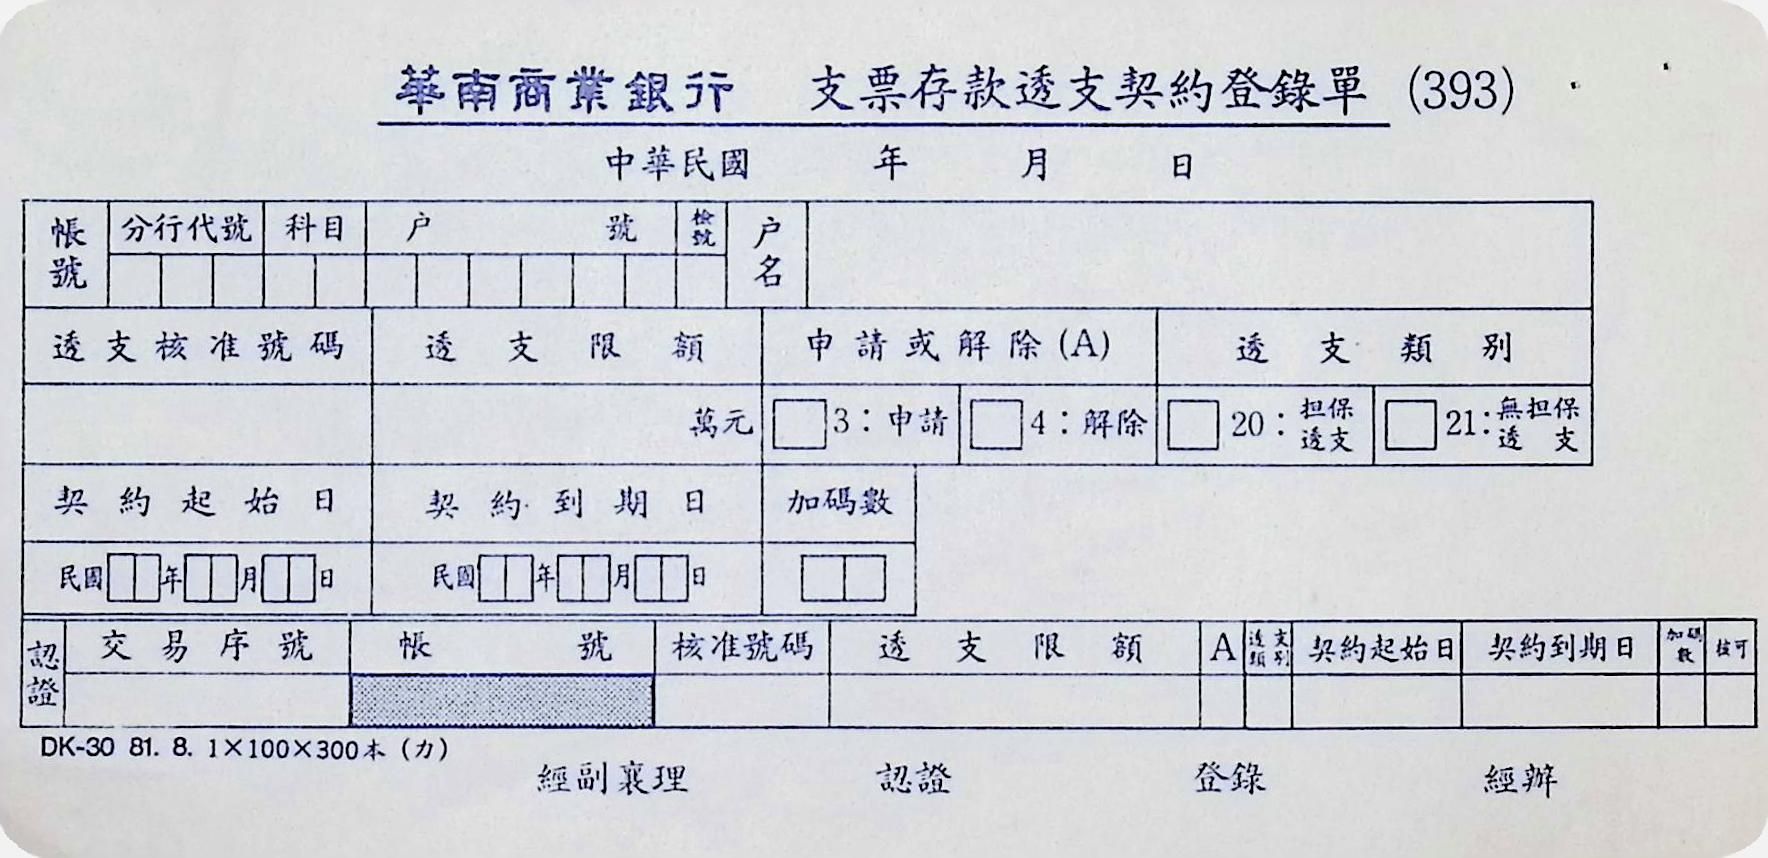 華南商業銀行 支票存款透支契約登錄單 (393)
中華民國 年 月 日
帳號 分行代號 科目 户號 檢號 户名
透支核准號碼 透支限額 申請或解除(A) 透支類別
萬元 3：申請 4：解除 20：担保透支 21：無担保透支
契約起始日 契約到期日 加碼數
民國 年 月 日 民國 年 月 日
認證 交易序號 帳號 核准號碼 透支限額 A 透支類別 契約起始日 契約到期日 加碼數 核可
DK-30 81. 8. 1×100×300本 (力)
經副襄理 認證 登錄 經辦